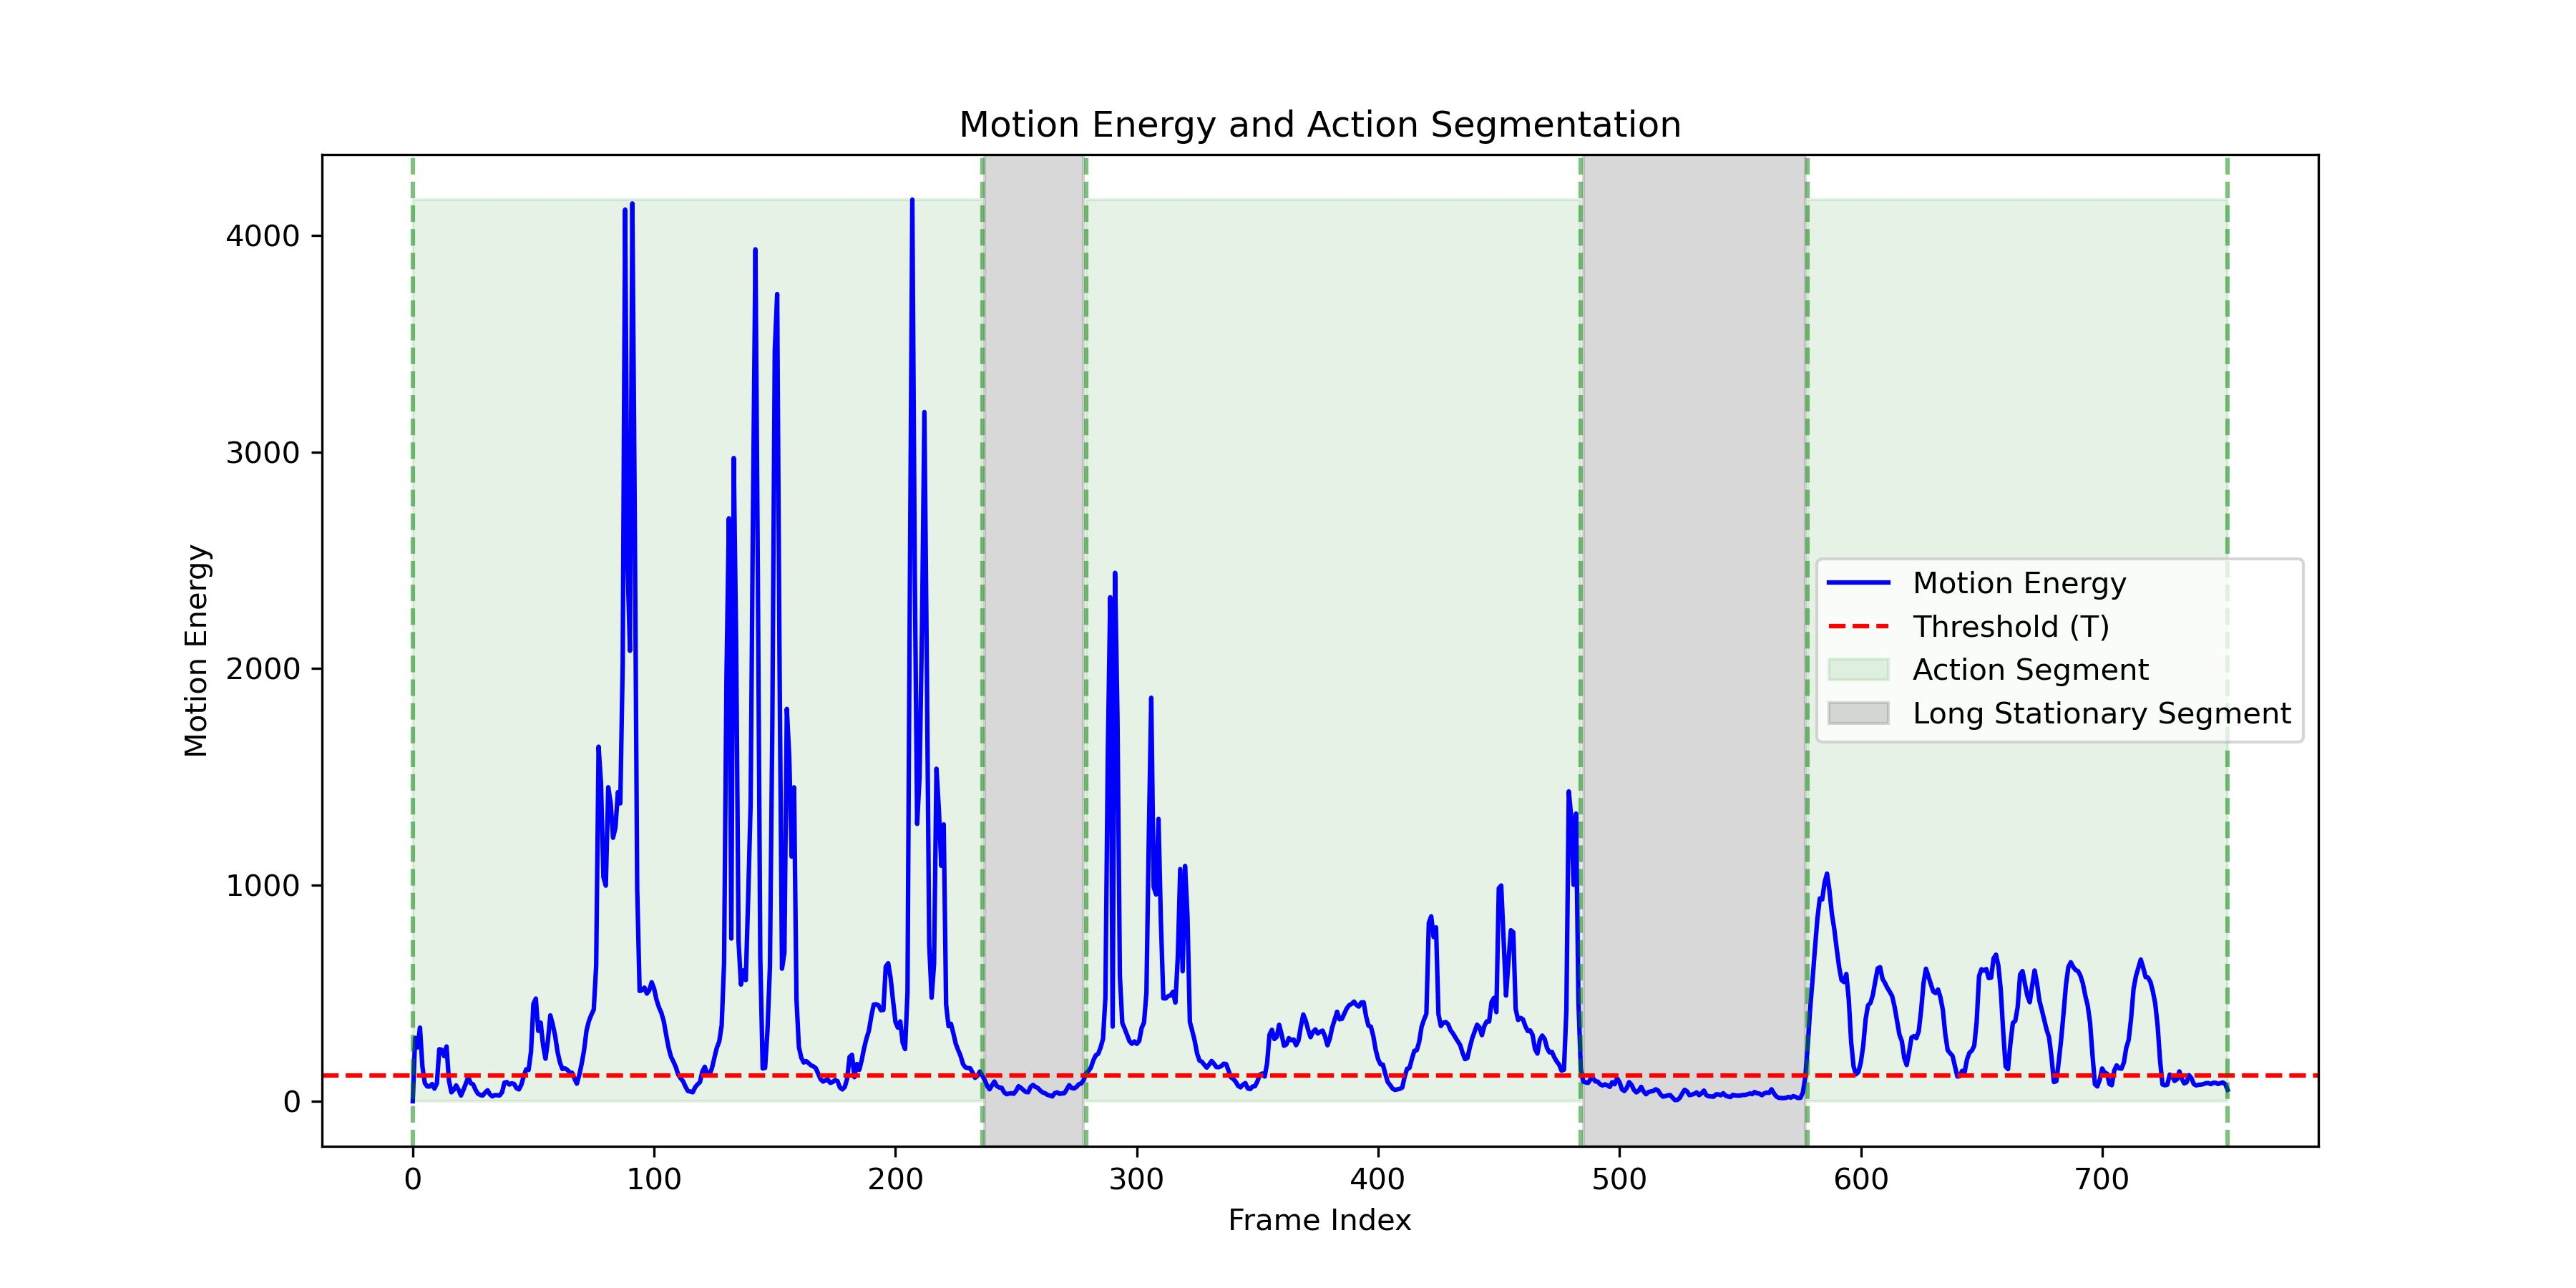 Motion Energy and Action Segmentation
4000
3000
2000
1000
0
Motion Energy
Motion Energy
Threshold (T)
Action Segment
Long Stationary Segment
0 100 200 300 400 500 600 700
Frame Index